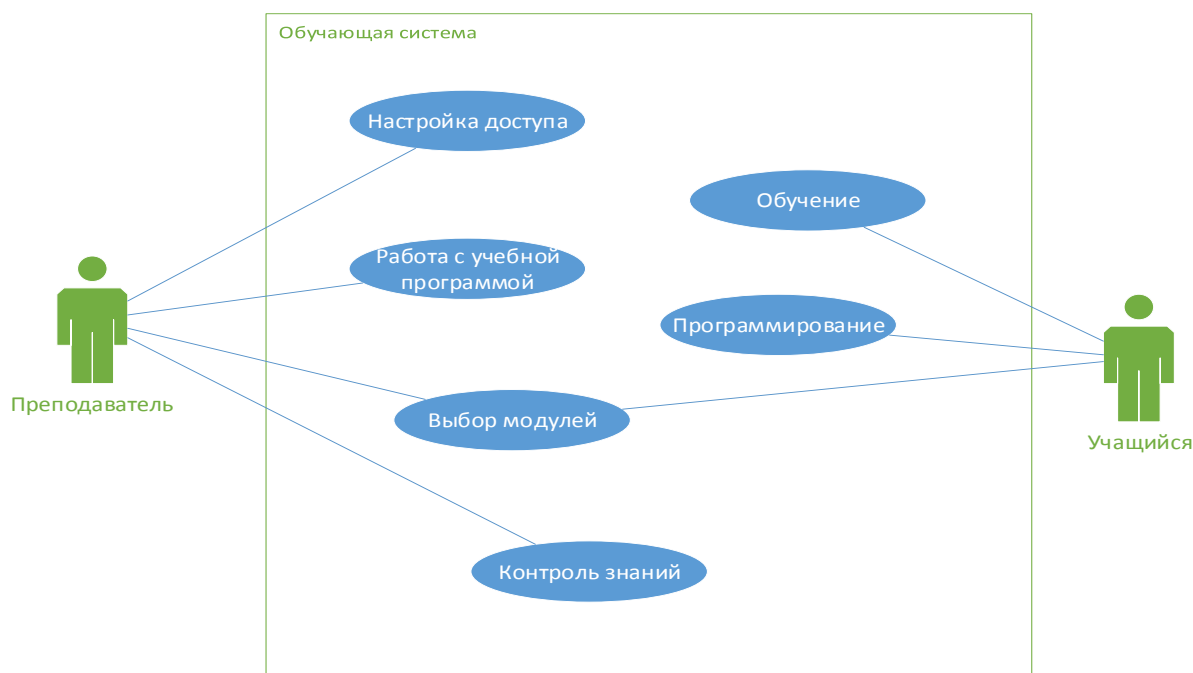 Обучающая система
Настройка доступа
Обучение
Работа с учебной
программой
Программирование
Преподаватель
Выбор модулей
Учащийся
Контроль знаний